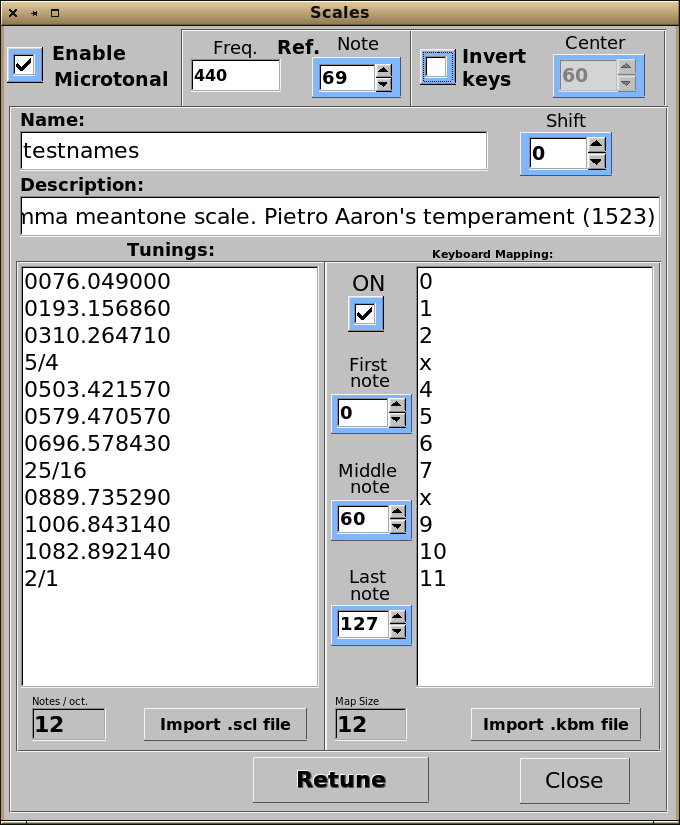 Scales
Enable
Microtonal
Freq.
440
Ref.
Note
69
Invert
keys
Center
60
Name:
testnames
Shift
0
Description:
meantone scale. Pietro Aaron's temperament (1523)
Tunings:
Keyboard Mapping:
0076.049000
0193.156860
0310.264710
5/4
0503.421570
0579.470570
0696.578430
25/16
0889.735290
1006.843140
1082.892140
2/1
ON
First
note
0
Middle
note
60
Last
note
127
0
1
2
x
4
5
6
7
x
9
10
11
Notes / oct.
12
Import .scl file
Map Size
12
Import .kbm file
Retune
Close